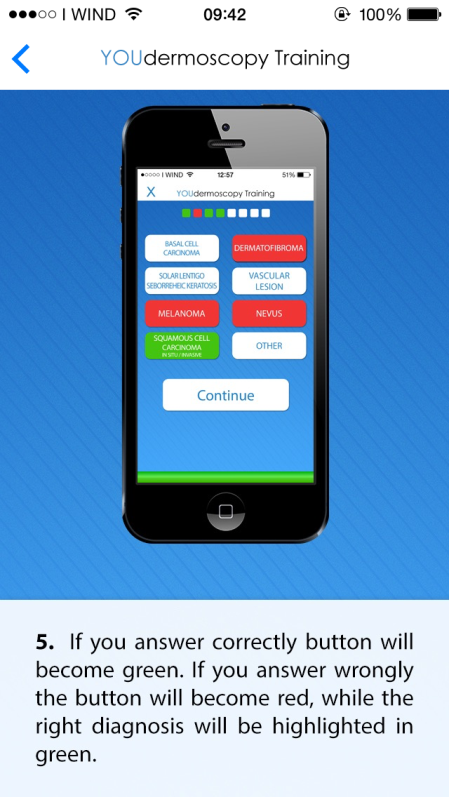 I WIND 09:42 100%
YOUdermoscopy Training
I WIND 12:57 51%
X YOUdermoscopy Training
BASAL CELL
CARCINOMA
DERMATOFIBROMA
SOLAR LENTIGO
SEBORRHEIC KERATOSIS
VASCULAR
LESION
MELANOMA
NEVUS
SQUAMOUS CELL
CARCINOMA
IN SITU / INVASIVE
OTHER
Continue
5. If you answer correctly button will
become green. If you answer wrongly
the button will become red, while the
right diagnosis will be highlighted in
green.